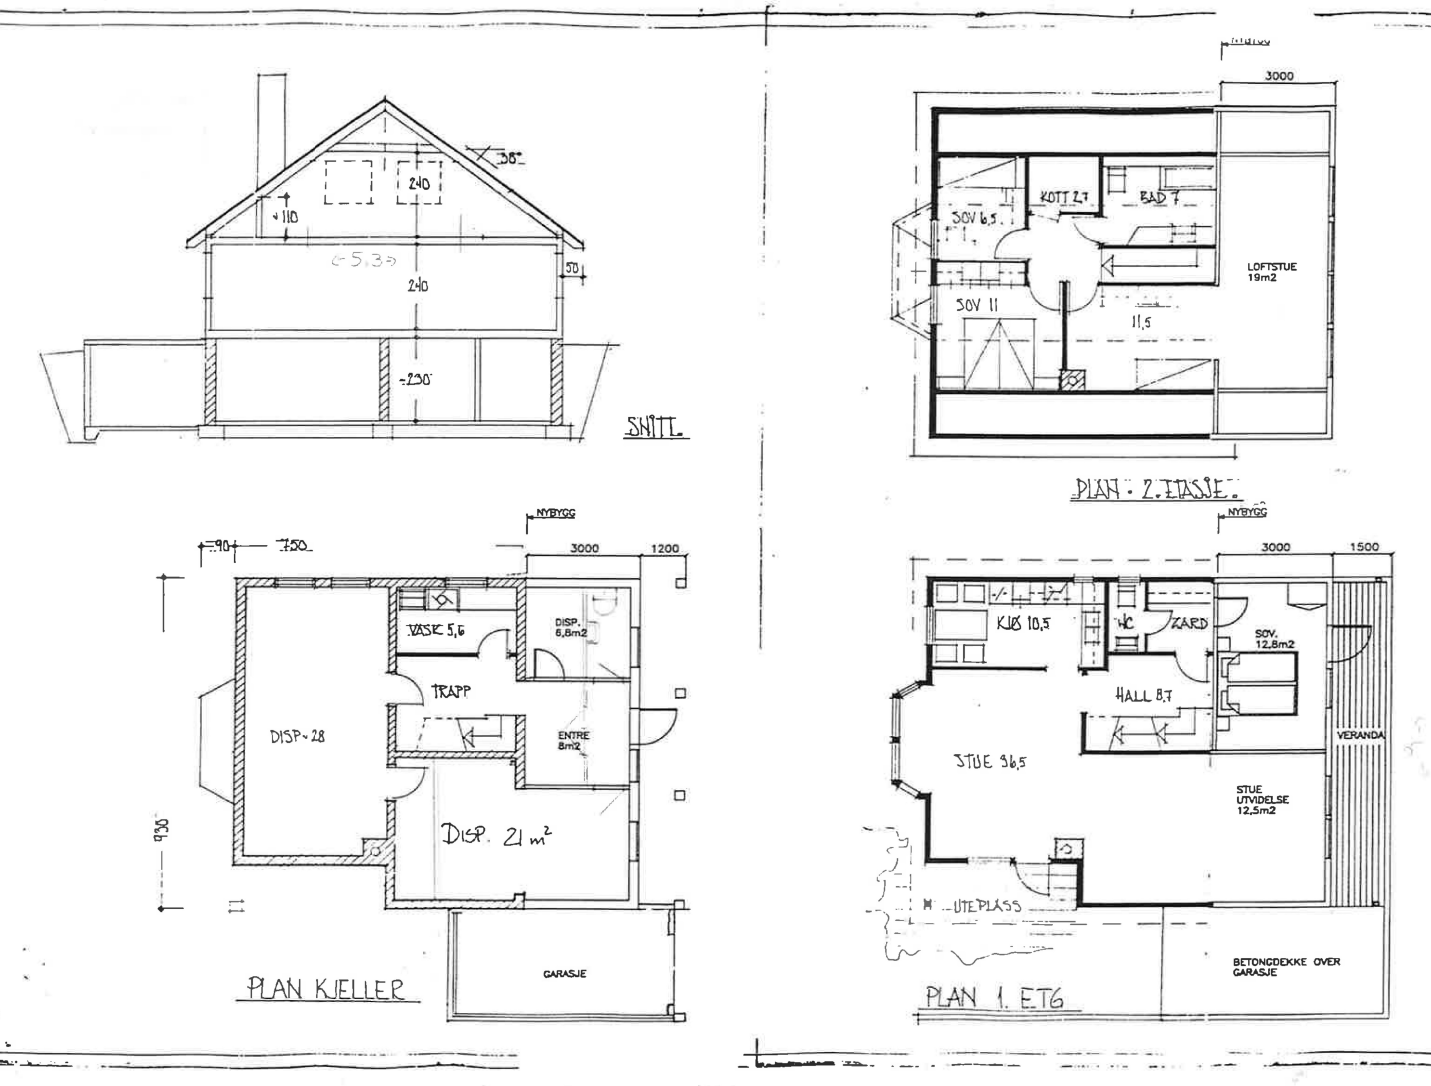 38°
240
110
5,3
50
240
230
SNITT
3000
KOTT 2,7
BAD 7
SOV 6,5
LOFTSTUE
19m2
SOV 11
11,5
PLAN . 2. ETASJE.
NYBYGG
90
750
3000
1200
VASK 5,6
DISP.
6,8m2
TRAPP
DISP. 28
ENTRE
8m2
930
DISP. 21 m²
GARASJE
PLAN KJELLER
NYBYGG
3000
1500
KJØ 10,5
WC
SOV.
12,8m2
HALL 8,7
VERANDA
STUE 36,5
STUE
UTVIDELSE
12,5m2
UTEPLASS
BETONGDEKKE OVER
GARASJE
PLAN 1. ETG